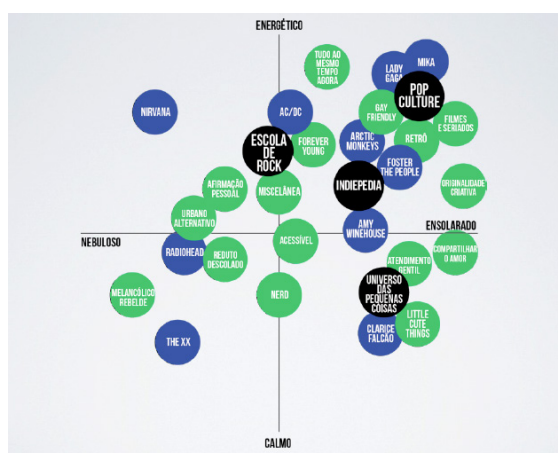 ENERGÉTICO
TUDO AO
MESMO
TEMPO
AGORA
LADY
GAGA
MIKA
POP
CULTURE
NIRVANA
AC/DC
GAY
FRIENDLY
FILMES
E SERIADOS
ESCOLA
DE
ROCK
FOREVER
YOUNG
ARCTIC
MONKEYS
RETRÔ
FOSTER
THE PEOPLE
AFIRMAÇÃO
PESSOAL
MISCELÂNEA
INDIEPEDIA
ORIGINALIDADE
CRIATIVA
URBANO
ALTERNATIVO
AMY
WINEHOUSE
ENSOLARADO
NEBULOSO
RADIOHEAD
REDUTO
DESCOLADO
ACESSÍVEL
COMPARTILHAR
O AMOR
ATENDIMENTO
GENTIL
MELANCÓLICO
REBELDE
NERD
UNIVERSO
DAS
PEQUENAS
COISAS
LITTLE
CUTE
THINGS
THE XX
CLARICE
FALCÃO
CALMO